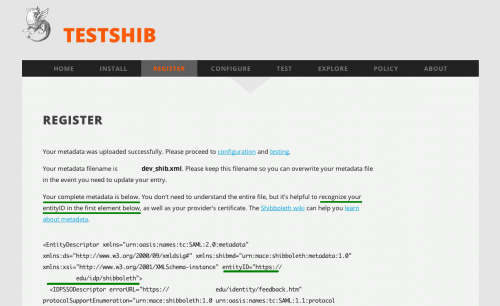 TESTSHIB
HOME INSTALL REGISTER CONFIGURE TEST EXPLORE POLICY ABOUT
REGISTER
Your metadata was uploaded successfully. Please proceed to configuration and testing.
Your metadata filename is dev_shib.xml. Please keep this filename so you can overwrite your metadata file
in the event you need to update your entry.
Your complete metadata is below. You don't need to understand the entire file, but it's helpful to recognize your
entityID in the first element below, as well as your provider's certificate. The Shibboleth wiki can help you learn
about metadata.
<EntityDescriptor xmlns="urn:oasis:names:tc:SAML:2.0:metadata"
xmlns:ds="http://www.w3.org/2000/09/xmldsig#" xmlns:shibmd="urn:mace:shibboleth:metadata:1.0"
xmlns:xsi="http://www.w3.org/2001/XMLSchema-instance" entityID="https://
edu/idp/shibboleth">
<IDPSSODescriptor errorURL="https:// edu/identity/feedback.htm"
protocolSupportEnumeration="urn:mace:shibboleth:1.0 urn:oasis:names:tc:SAML:1.1:protocol